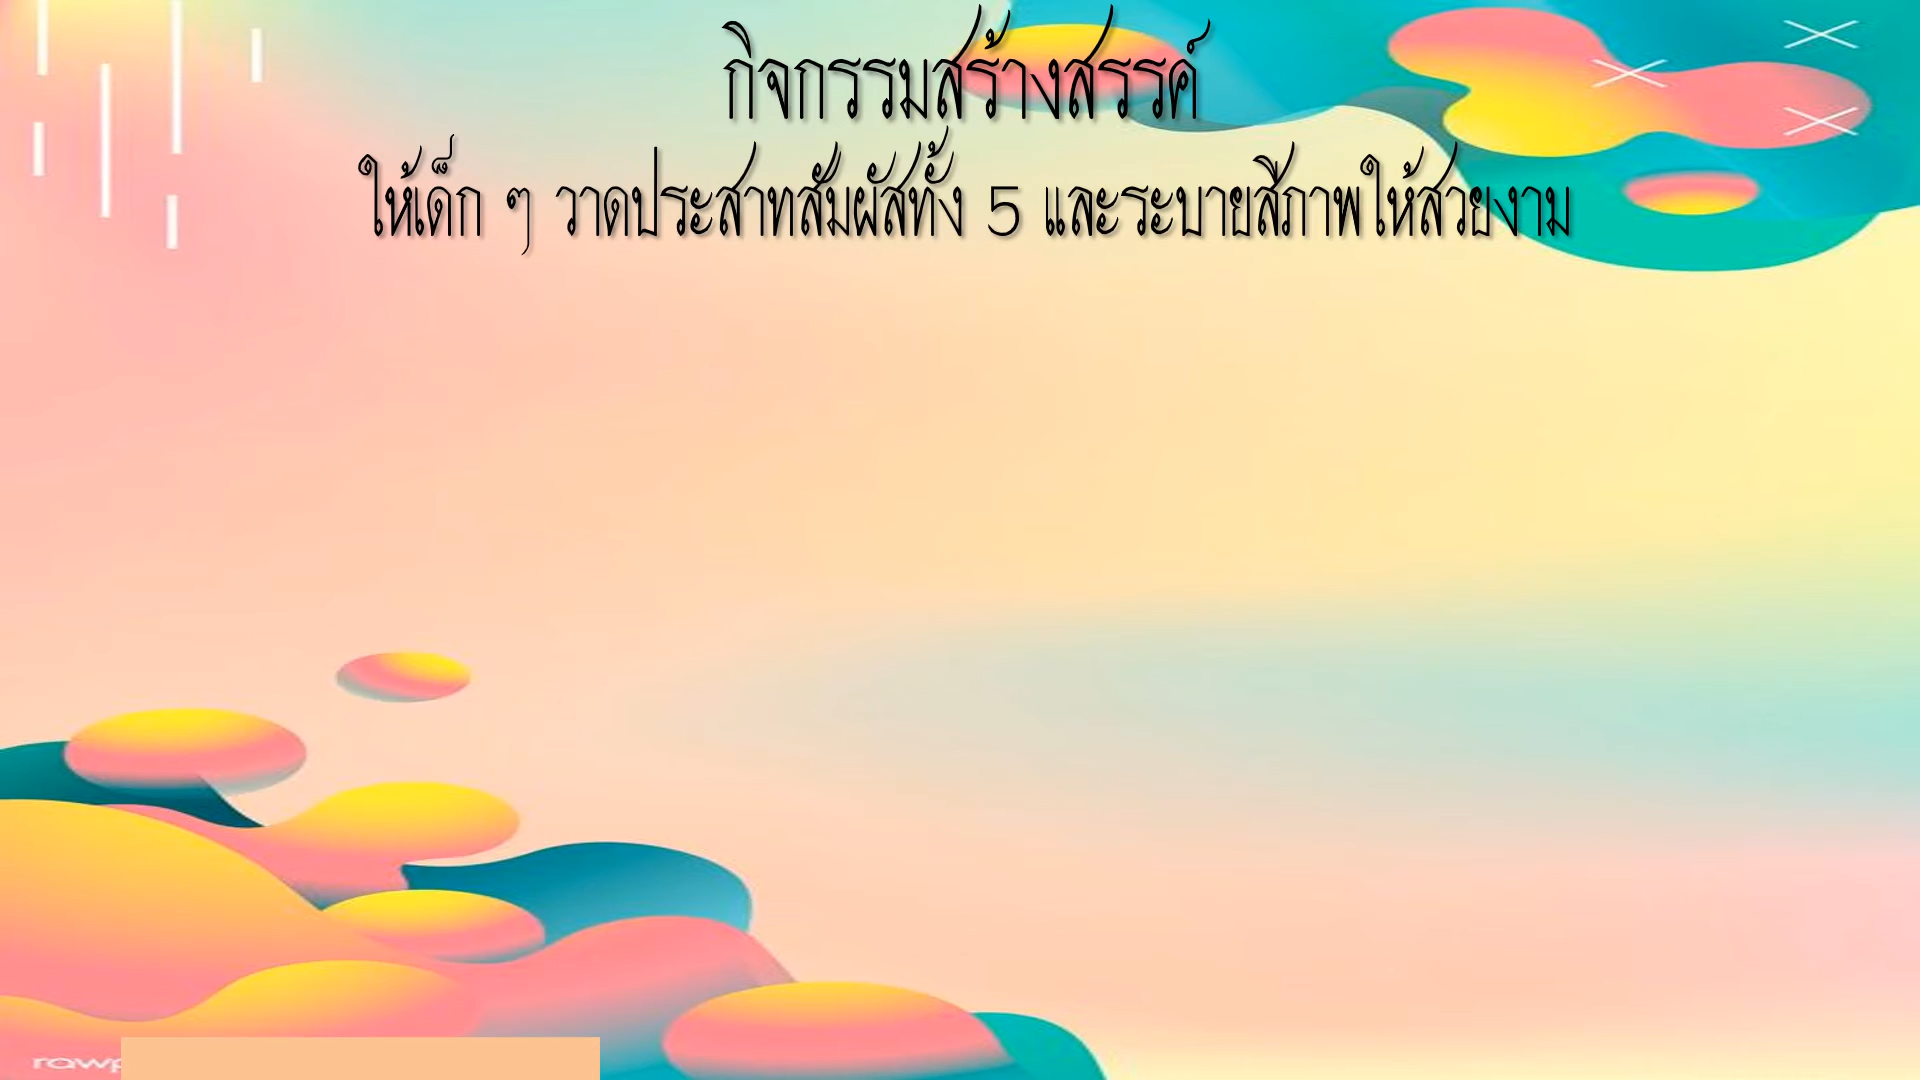 กิจกรรมสร้างสรรค์
ให้เด็ก ๆ วาดประสาทสัมผัสทั้ง 5 และระบายสีภาพให้สวยงาม